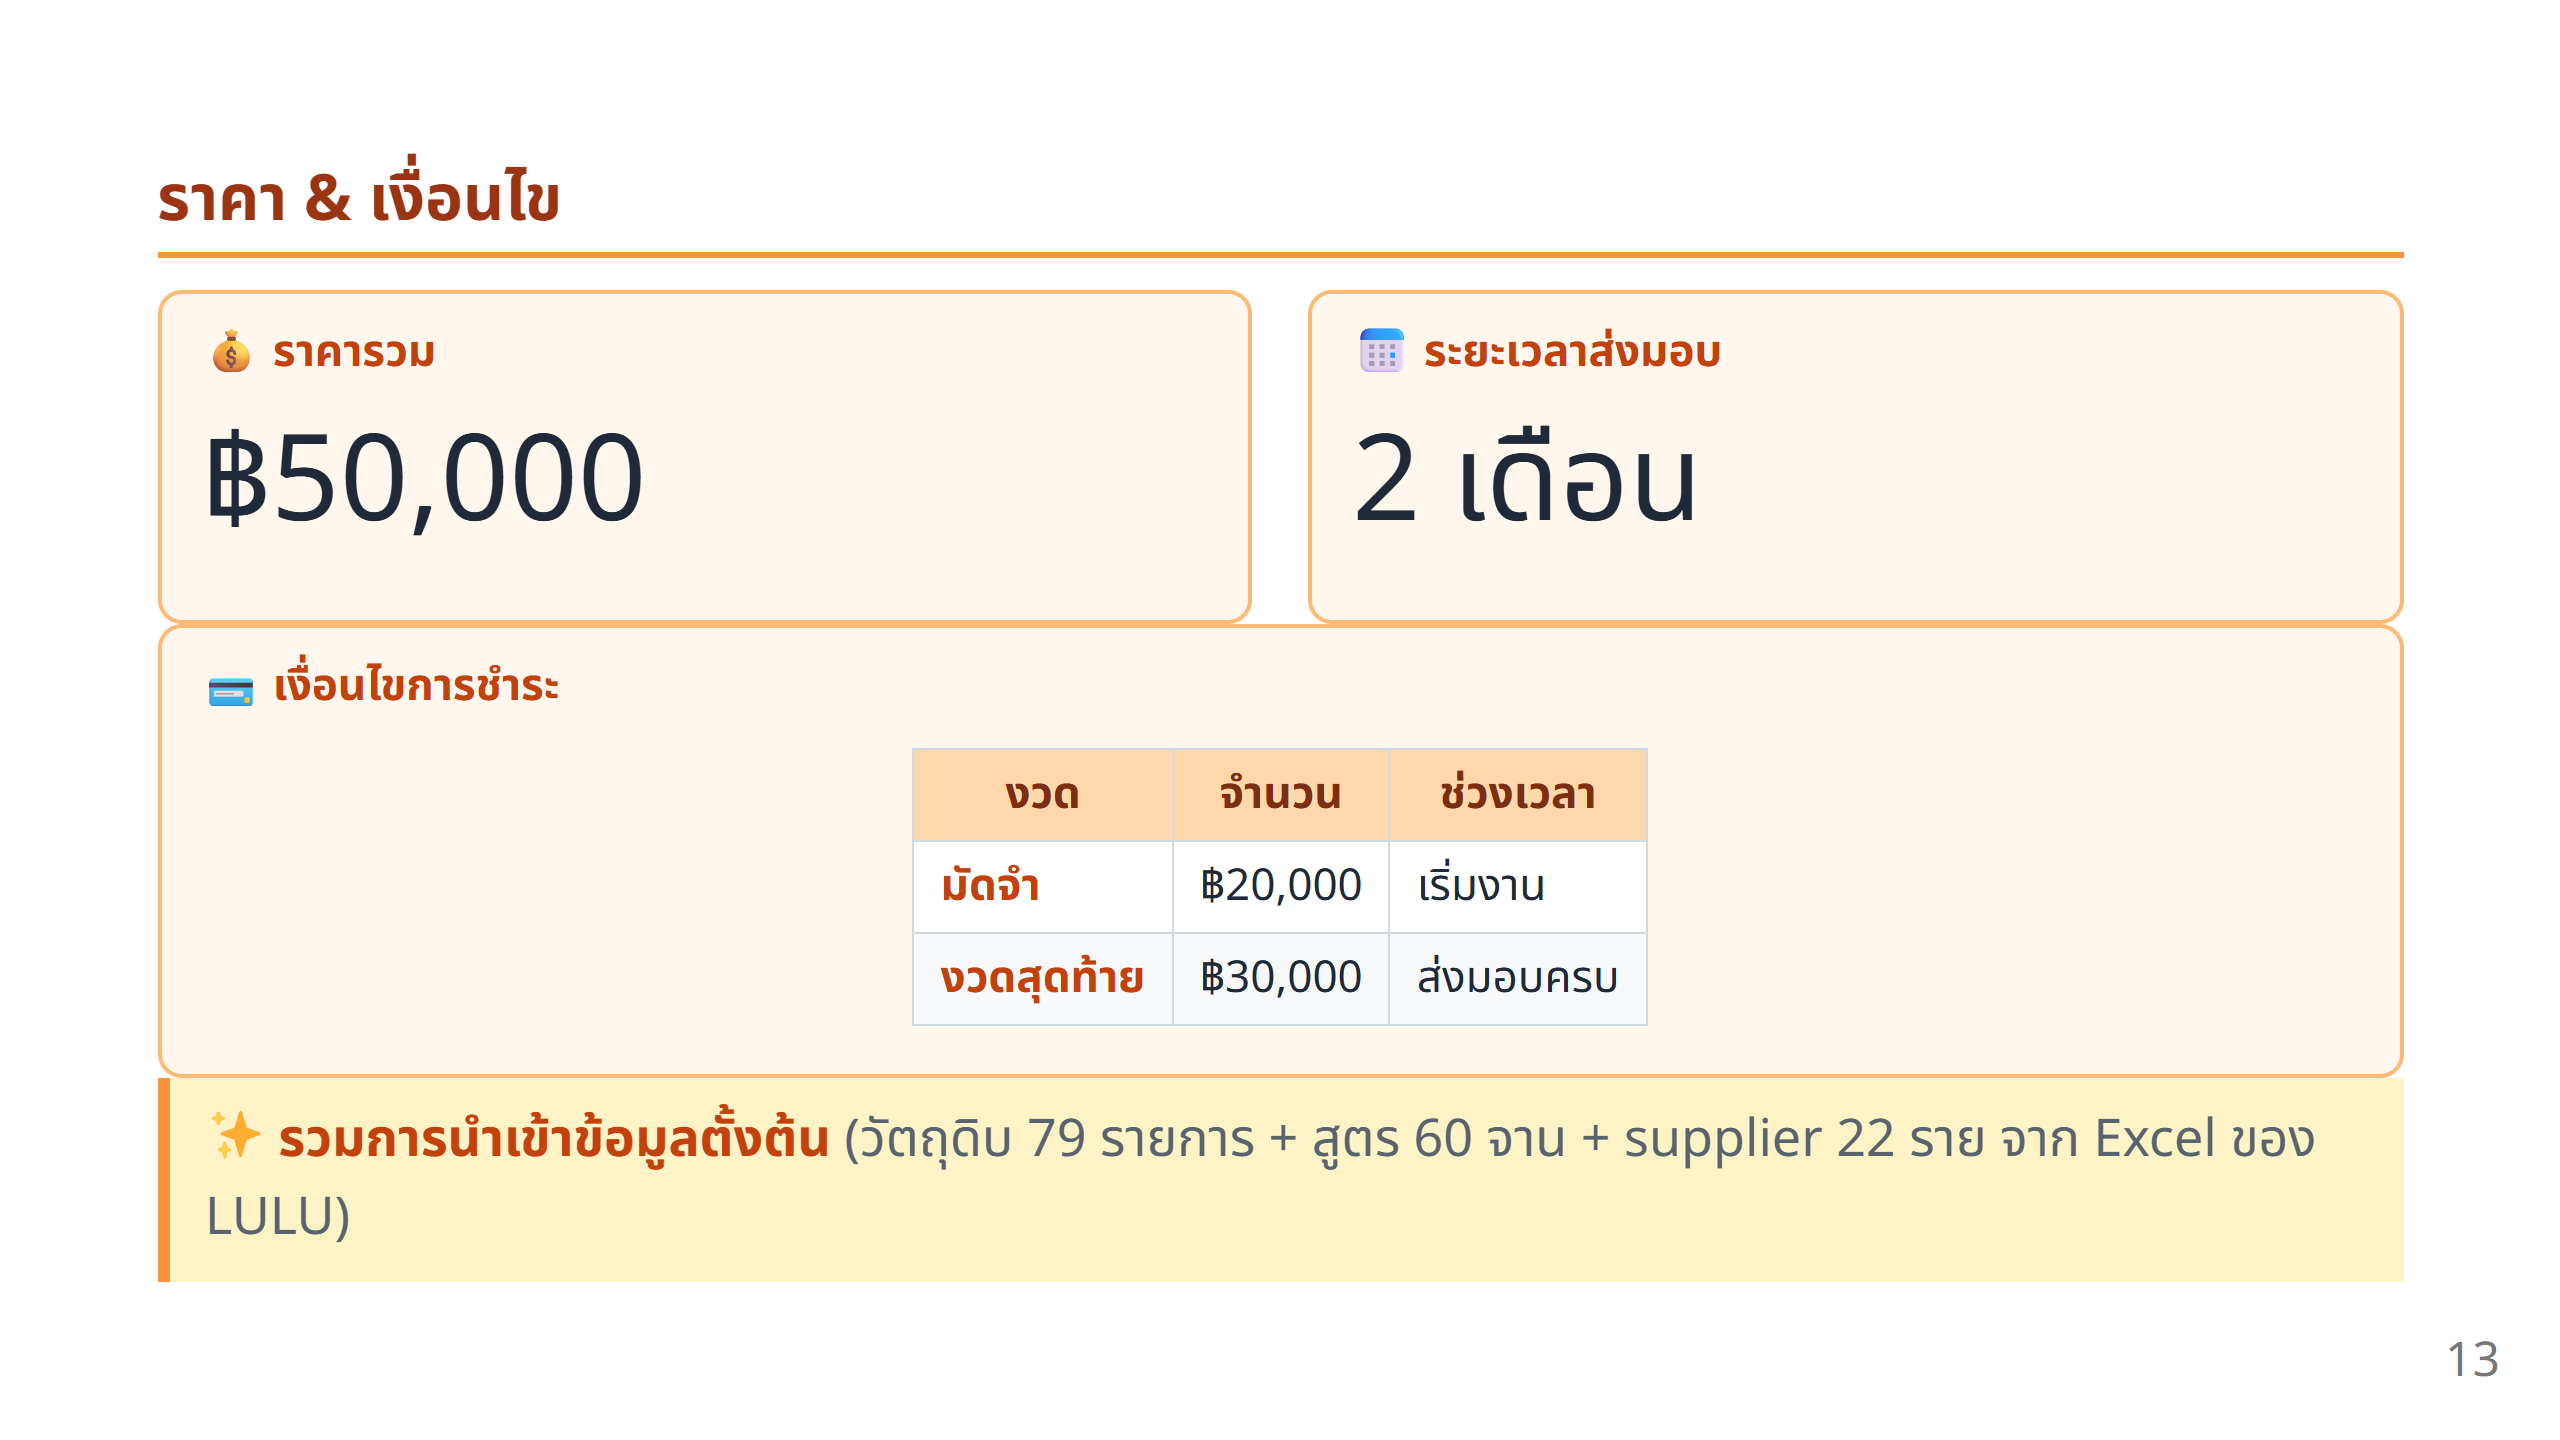 ราคา & เงื่อนไข
ราคารวม
฿50,000
ระยะเวลาส่งมอบ
2 เดือน
เงื่อนไขการชำระ
งวด จำนวน ช่วงเวลา
มัดจำ ฿20,000 เริ่มงาน
งวดสุดท้าย ฿30,000 ส่งมอบครบ
✨ รวมการนำเข้าข้อมูลตั้งต้น (วัตถุดิบ 79 รายการ + สูตร 60 จาน + supplier 22 ราย จาก Excel ของ
LULU)
13